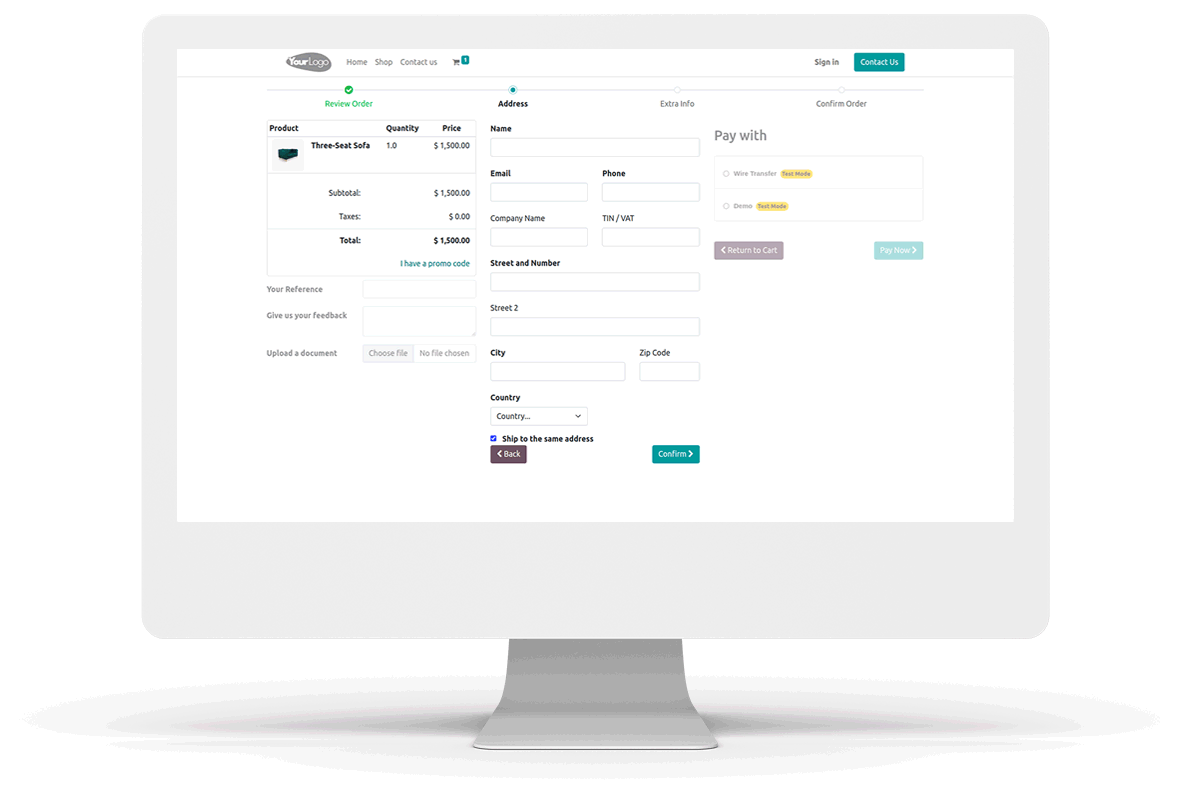 YourLogo Home Shop Contact us 1 Sign in Contact Us
Review Order Address Extra Info Confirm Order
Product Quantity Price
Three-Seat Sofa 1.0 $ 1,500.00
Subtotal: $ 1,500.00
Taxes: $ 0.00
Total: $ 1,500.00
I have a promo code
Your Reference
Give us your feedback
Upload a document Choose file No file chosen
Name
Email Phone
Company Name TIN / VAT
Street and Number
Street 2
City Zip Code
Country
Country...
Ship to the same address
Back Confirm
Pay with
Wire Transfer Test Mode
Demo Test Mode
Return to Cart Pay Now